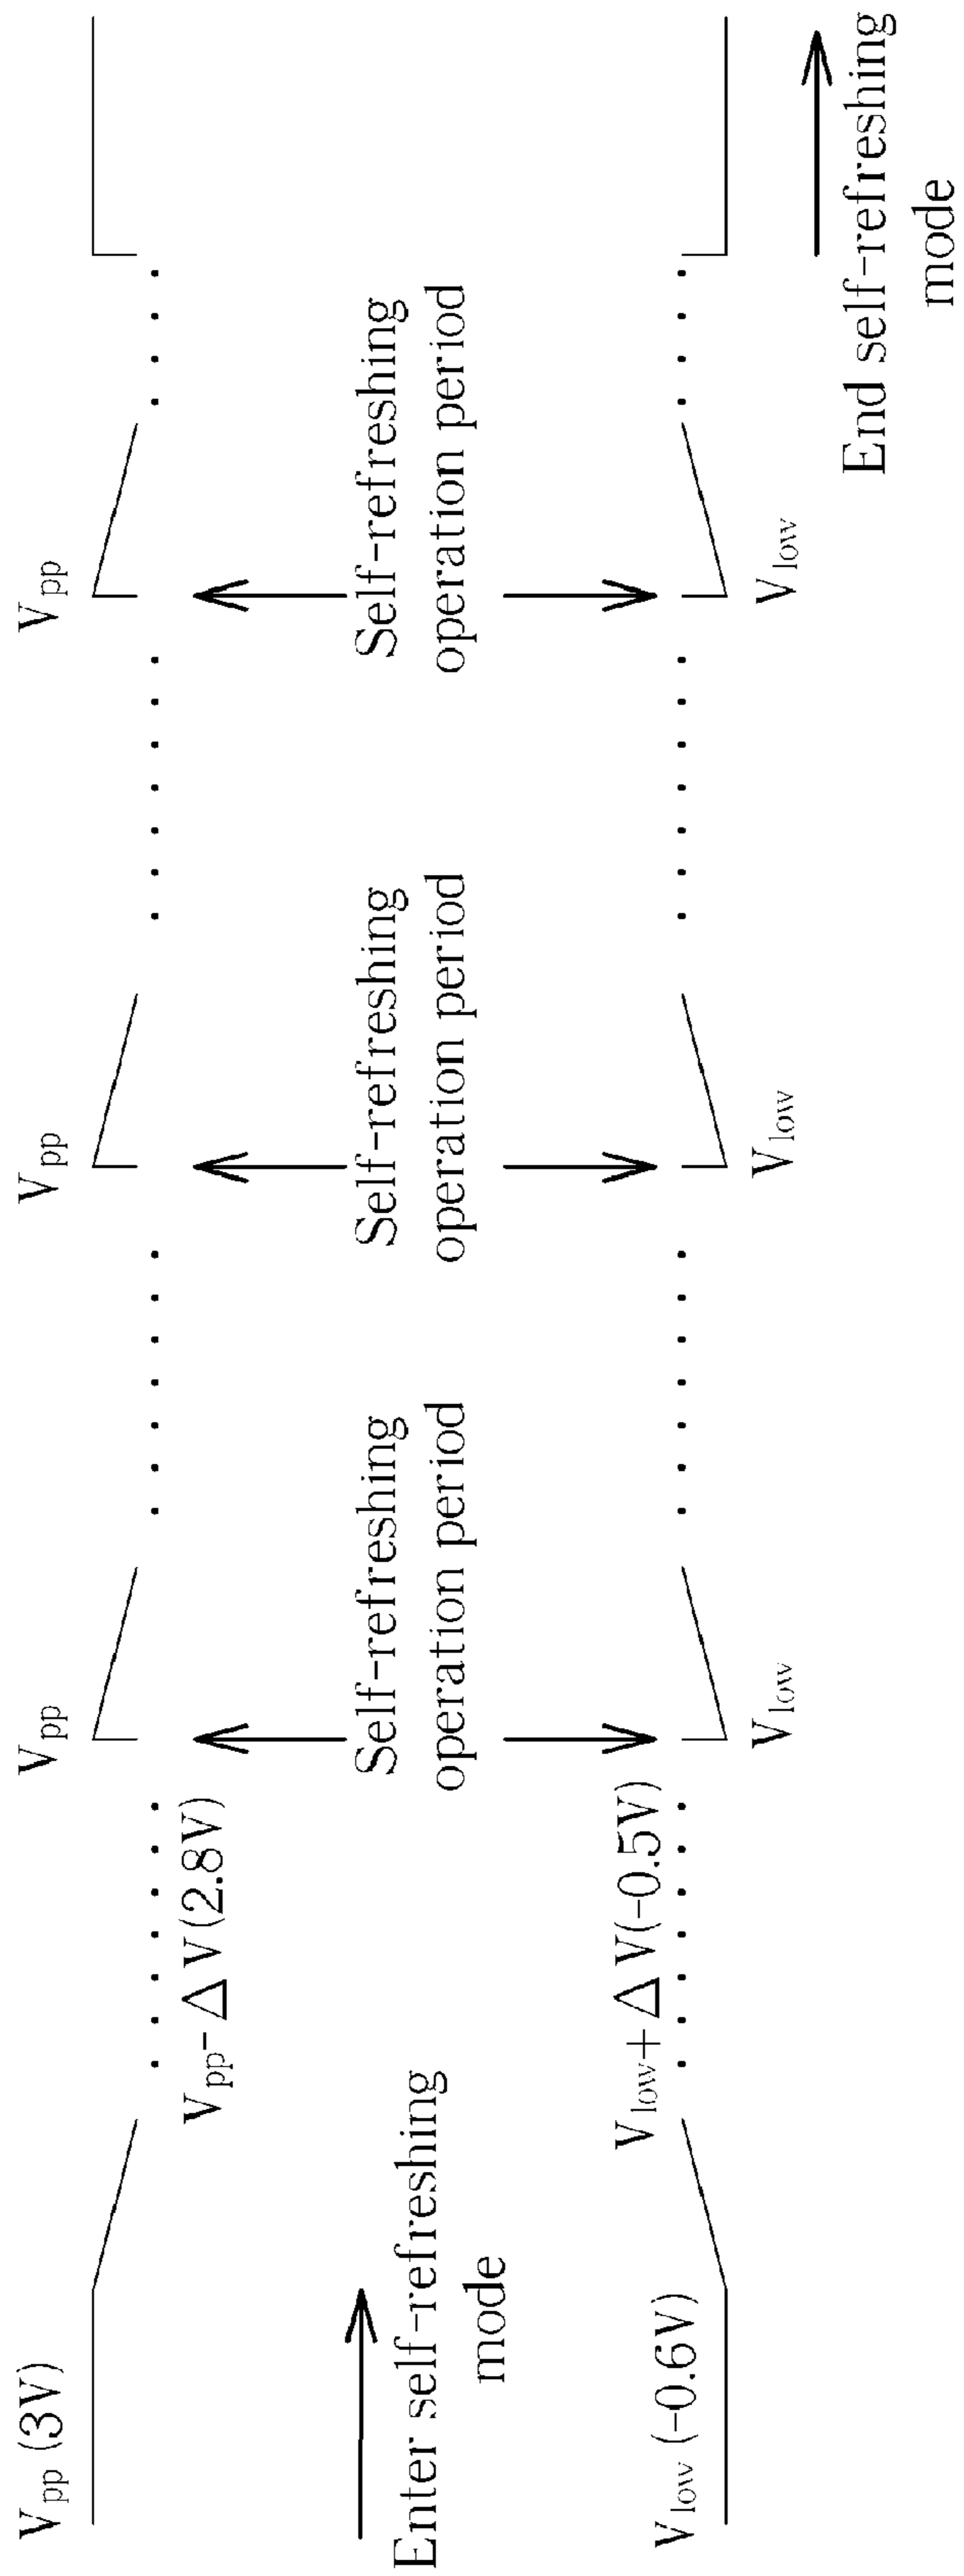 Vpp (3V)
Vpp
Vpp
Vpp
Vpp-ΔV(2.8V)
Enter self-refreshing
mode
Self-refreshing
operation period
Self-refreshing
operation period
Self-refreshing
operation period
Vlow+ΔV(-0.5V)
Vlow (-0.6V)
Vlow
Vlow
Vlow
End self-refreshing
mode